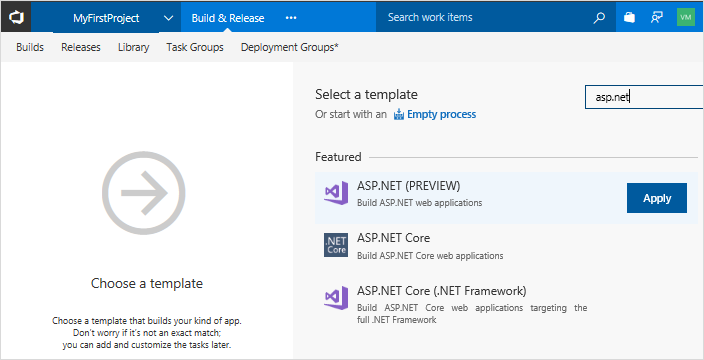 MyFirstProject
Build & Release
Search work items
VM
Builds
Releases
Library
Task Groups
Deployment Groups*
Select a template
asp.net
Or start with an Empty process
Featured
ASP.NET (PREVIEW)
Build ASP.NET web applications
Apply
.NET
Core
ASP.NET Core
Build ASP.NET Core web applications
ASP.NET Core (.NET Framework)
Build ASP.NET Core web applications targeting the
full .NET Framework
Choose a template
Choose a template that builds your kind of app.
Don't worry if it's not an exact match;
you can add and customize the tasks later.